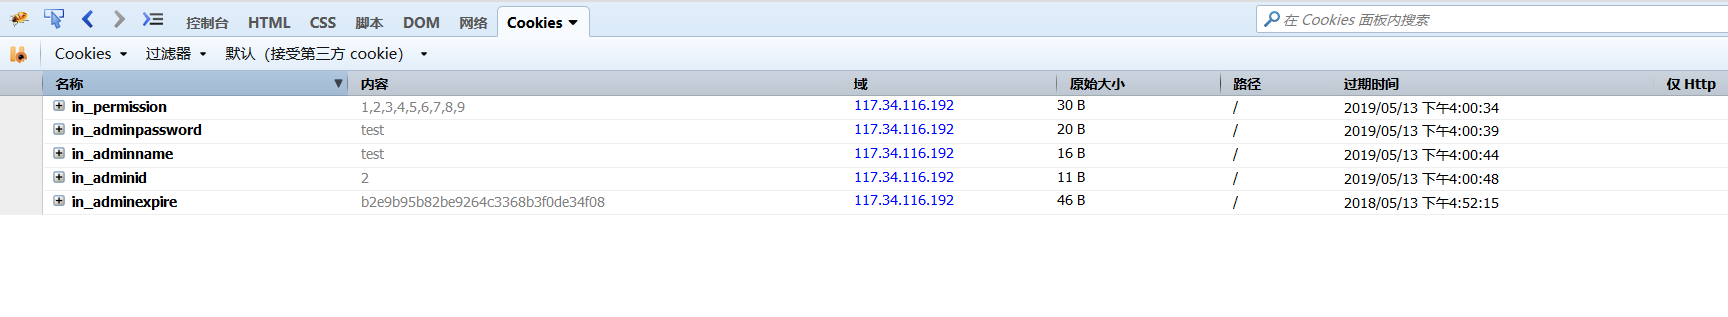 控制台 HTML CSS 脚本 DOM 网络 Cookies 在 Cookies 面板内搜索
Cookies 过滤器 默认（接受第三方 cookie）
名称 内容 域 原始大小 路径 过期时间 仅 Http
in_permission 1,2,3,4,5,6,7,8,9 117.34.116.192 30 B / 2019/05/13 下午4:00:34
in_adminpassword test 117.34.116.192 20 B / 2019/05/13 下午4:00:39
in_adminname test 117.34.116.192 16 B / 2019/05/13 下午4:00:44
in_adminid 2 117.34.116.192 11 B / 2019/05/13 下午4:00:48
in_adminexpire b2e9b95b82be9264c3368b3f0de34f08 117.34.116.192 46 B / 2018/05/13 下午4:52:15